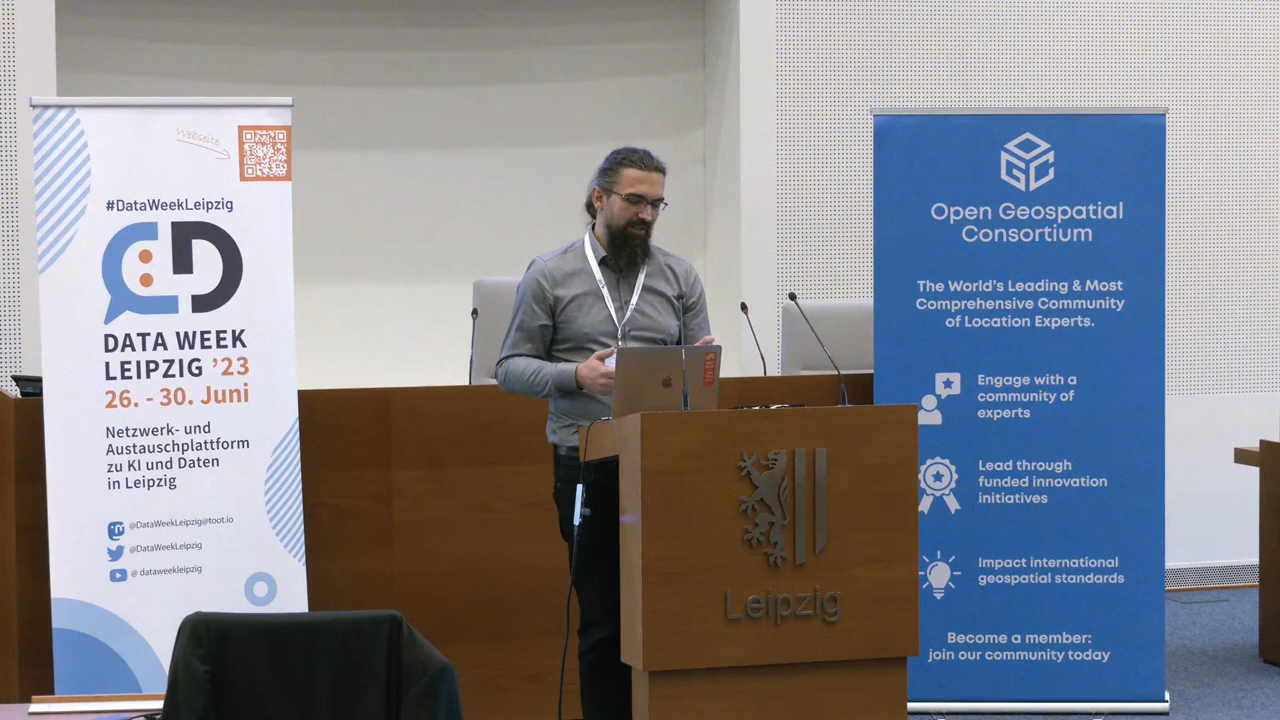 Webseite
#DataWeekLeipzig
DATA WEEK
LEIPZIG ’23
26. - 30. Juni
Netzwerk- und
Austauschplattform
zu KI und Daten
in Leipzig
@DataWeekLeipzig@toot.io
@DataWeekLeipzig
@ dataweekleipzig
Leipzig
OGC
Open Geospatial
Consortium
The World's Leading & Most
Comprehensive Community
of Location Experts.
Engage with a
community of
experts
Lead through
funded innovation
initiatives
Impact international
geospatial standards
Become a member:
join our community today